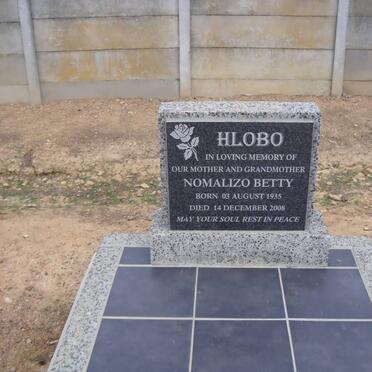 HLOBO
IN LOVING MEMORY OF
OUR MOTHER AND GRANDMOTHER
NOMALIZO BETTY
BORN 03 AUGUST 1935
DIED 14 DECEMBER 2008
MAY YOUR SOUL REST IN PEACE